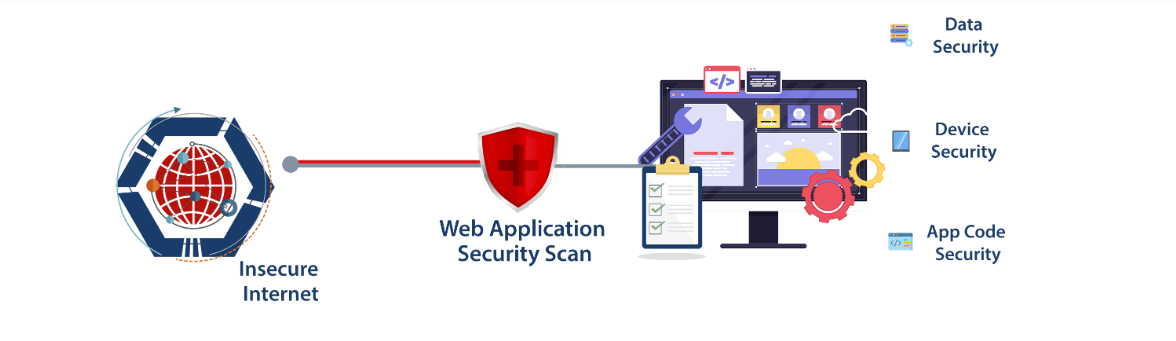 Data
Security
Device
Security
Web Application
Security Scan
App Code
Security
Insecure
Internet
</>
</>